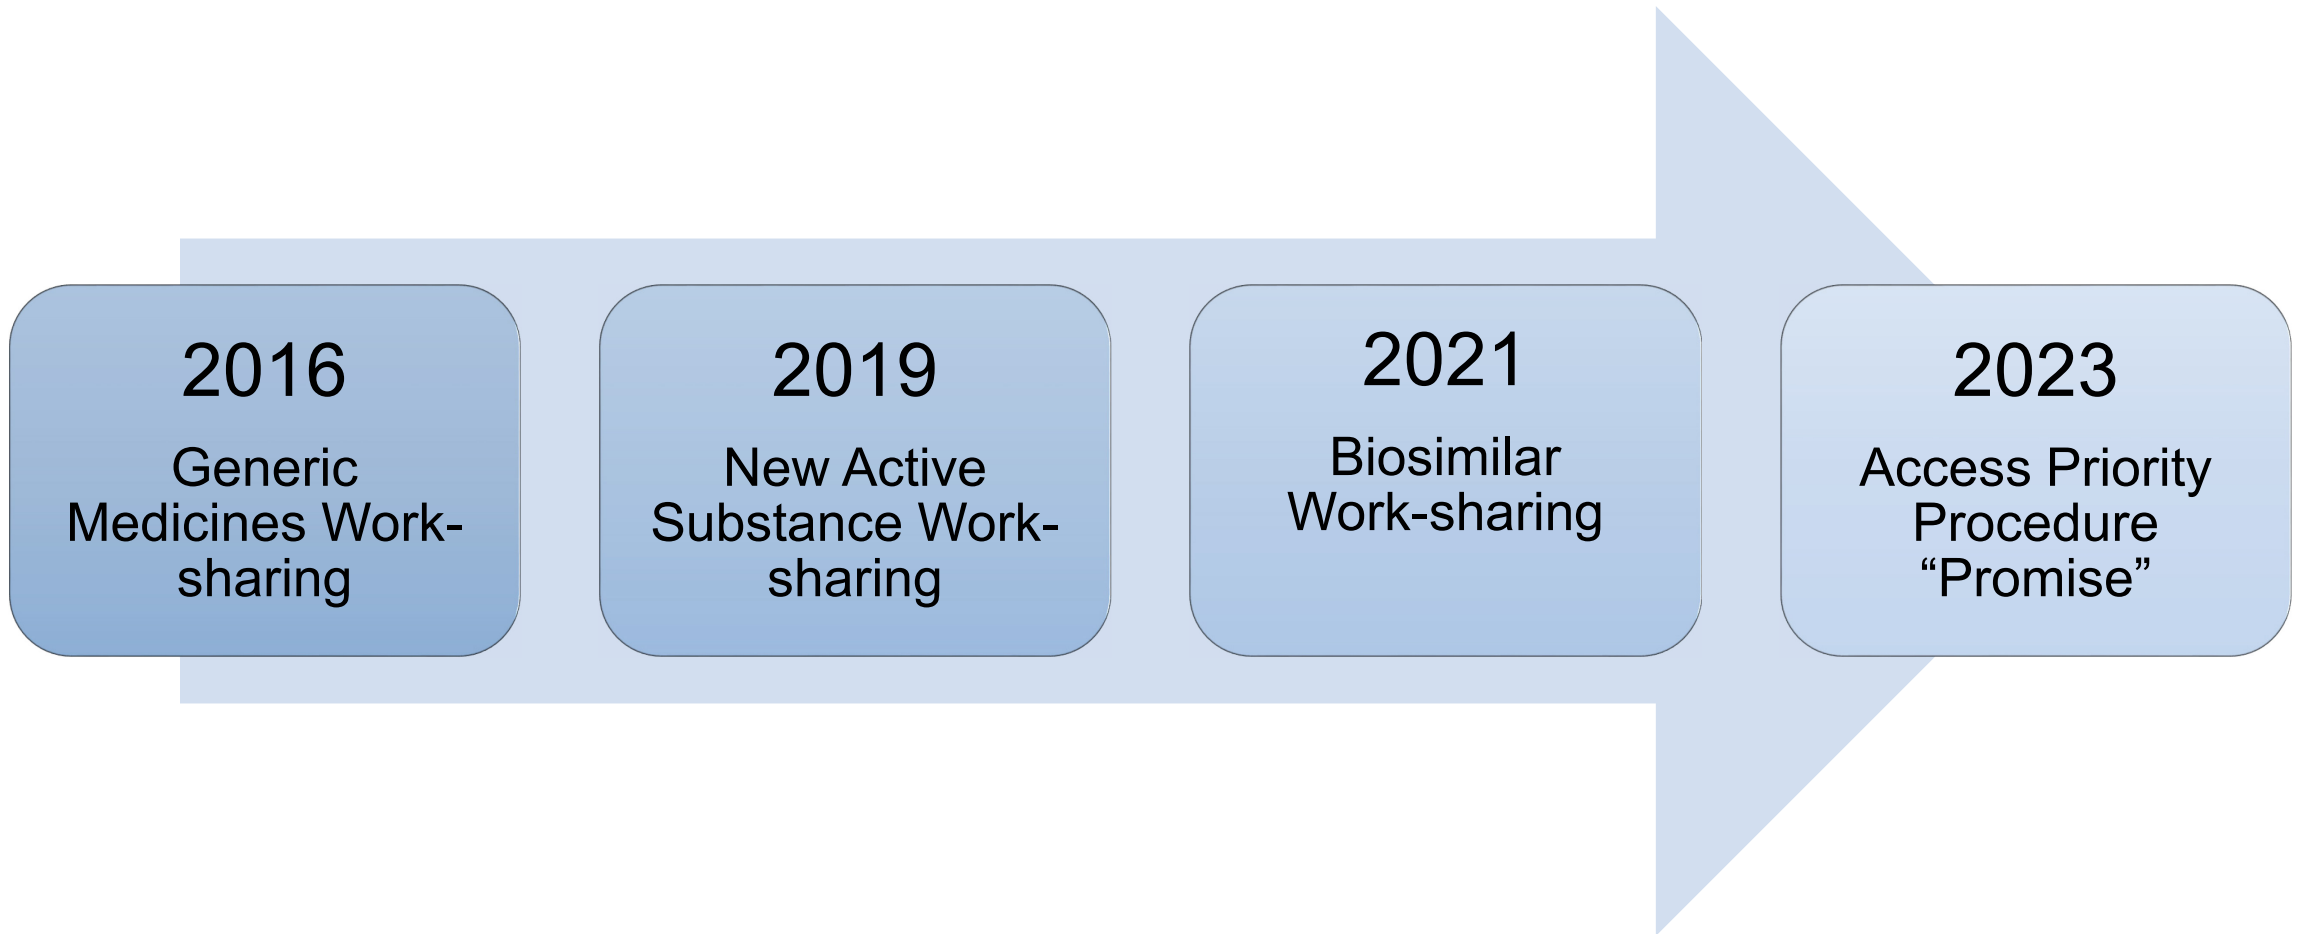 2016
Generic
Medicines Work-
sharing
2019
New Active
Substance Work-
sharing
2021
Biosimilar
Work-sharing
2023
Access Priority
Procedure
“Promise”